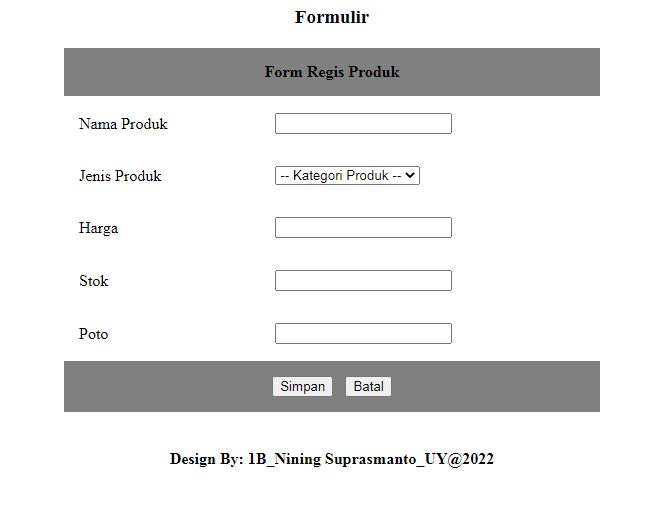 Formulir
Form Regis Produk
Nama Produk
Jenis Produk -- Kategori Produk --
Harga
Stok
Poto
Simpan Batal
Design By: 1B_Nining Suprasmanto_UY@2022